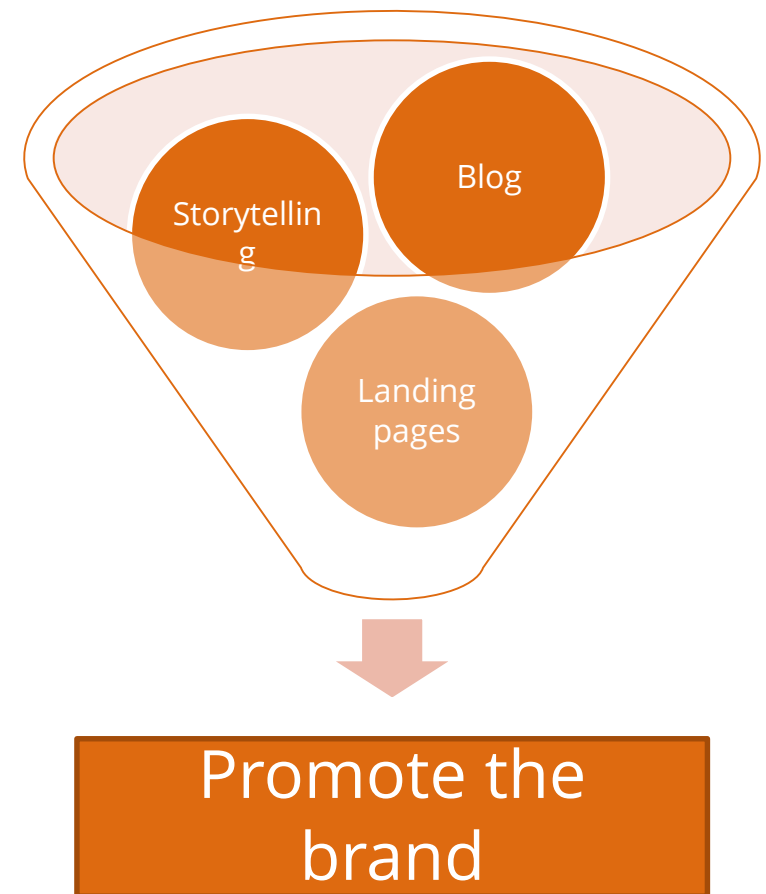 Blog
Storytellin
g
Landing
pages
Promote the
brand